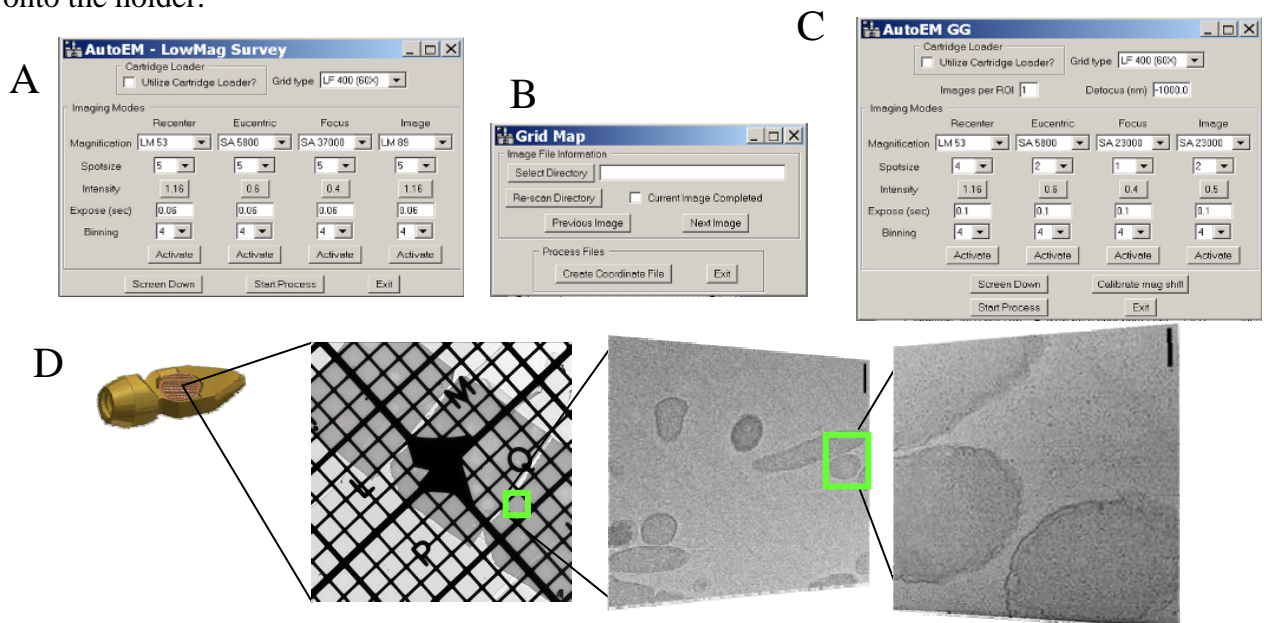 onto the holder.
A
AutoEM - LowMag Survey
Cartridge Loader
Utilize Cartridge Loader? Grid type LF 400 (60X)
Imaging Modes
Recenter Eucentric Focus Image
Magnification LM 53 SA 5800 SA 37000 LM 89
Spotsize 5 5 5 5
Intensity 1.16 0.6 0.4 1.16
Expose (sec) 0.06 0.06 0.06 0.06
Binning 4 4 4 4
Activate Activate Activate Activate
Screen Down Start Process Exit
B
Grid Map
Image File Information
Select Directory
Re-scan Directory Current Image Completed
Previous Image Next Image
Process Files
Create Coordinate File Exit
C
AutoEM GG
Cartridge Loader
Utilize Cartridge Loader? Grid type LF 400 (60X)
Images per ROI 1 Defocus (nm) -1000.0
Imaging Modes
Recenter Eucentric Focus Image
Magnification LM 53 SA 5800 SA 23000 SA 23000
Spotsize 4 2 1 2
Intensity 1.16 0.6 0.4 0.5
Expose (sec) 0.1 0.1 0.1 0.1
Binning 4 4 4 4
Activate Activate Activate Activate
Screen Down Calibrate mag shift
Start Process Exit
D
M
L
Q
P